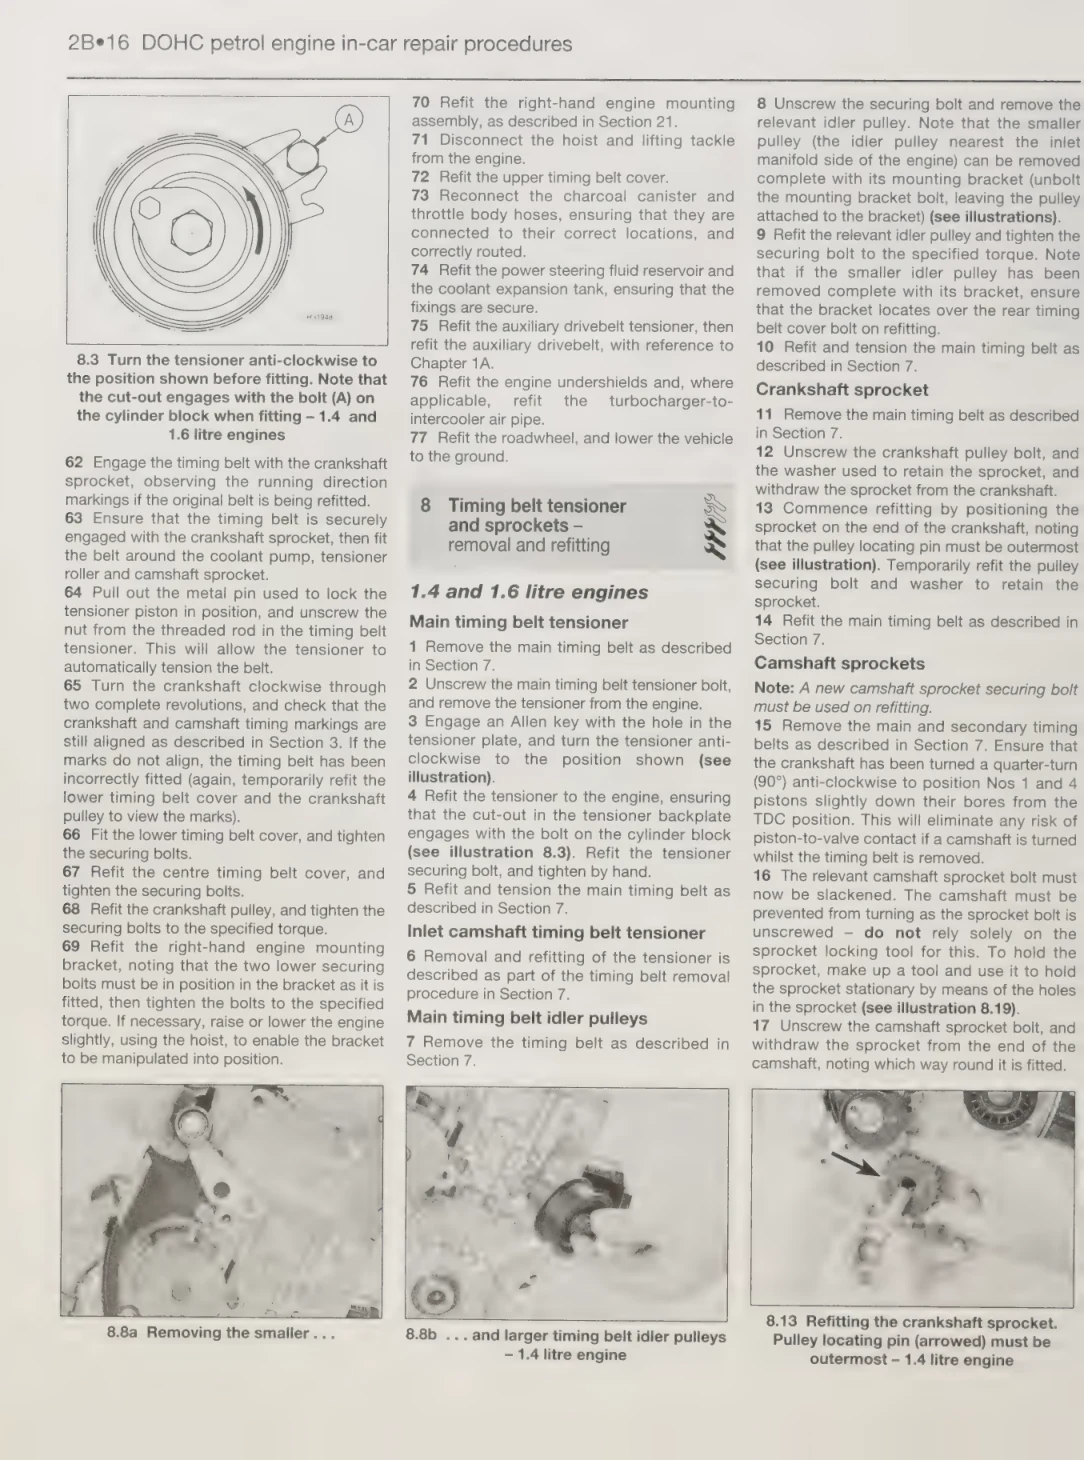 2B•16 DOHC petrol engine in-car repair procedures
A
8.3 Turn the tensioner anti-clockwise to
the position shown before fitting. Note that
the cut-out engages with the bolt (A) on
the cylinder block when fitting – 1.4 and
1.6 litre engines
62 Engage the timing belt with the crankshaft
sprocket, observing the running direction
markings if the original belt is being refitted.
63 Ensure that the timing belt is securely
engaged with the crankshaft sprocket, then fit
the belt around the coolant pump, tensioner
roller and camshaft sprocket.
64 Pull out the metal pin used to lock the
tensioner piston in position, and unscrew the
nut from the threaded rod in the timing belt
tensioner. This will allow the tensioner to
automatically tension the belt.
65 Turn the crankshaft clockwise through
two complete revolutions, and check that the
crankshaft and camshaft timing markings are
still aligned as described in Section 3. If the
marks do not align, the timing belt has been
incorrectly fitted (again, temporarily refit the
lower timing belt cover and the crankshaft
pulley to view the marks).
66 Fit the lower timing belt cover, and tighten
the securing bolts.
67 Refit the centre timing belt cover, and
tighten the securing bolts.
68 Refit the crankshaft pulley, and tighten the
securing bolts to the specified torque.
69 Refit the right-hand engine mounting
bracket, noting that the two lower securing
bolts must be in position in the bracket as it is
fitted, then tighten the bolts to the specified
torque. If necessary, raise or lower the engine
slightly, using the hoist, to enable the bracket
to be manipulated into position.
70 Refit the right-hand engine mounting
assembly, as described in Section 21.
71 Disconnect the hoist and lifting tackle
from the engine.
72 Refit the upper timing belt cover.
73 Reconnect the charcoal canister and
throttle body hoses, ensuring that they are
connected to their correct locations, and
correctly routed.
74 Refit the power steering fluid reservoir and
the coolant expansion tank, ensuring that the
fixings are secure.
75 Refit the auxiliary drivebelt tensioner, then
refit the auxiliary drivebelt, with reference to
Chapter 1A.
76 Refit the engine undershields and, where
applicable, refit the turbocharger-to-
intercooler air pipe.
77 Refit the roadwheel, and lower the vehicle
to the ground.
8 Timing belt tensioner
and sprockets –
removal and refitting
1.4 and 1.6 litre engines
Main timing belt tensioner
1 Remove the main timing belt as described
in Section 7.
2 Unscrew the main timing belt tensioner bolt,
and remove the tensioner from the engine.
3 Engage an Allen key with the hole in the
tensioner plate, and turn the tensioner anti-
clockwise to the position shown (see
illustration).
4 Refit the tensioner to the engine, ensuring
that the cut-out in the tensioner backplate
engages with the bolt on the cylinder block
(see illustration 8.3). Refit the tensioner
securing bolt, and tighten by hand.
5 Refit and tension the main timing belt as
described in Section 7.
Inlet camshaft timing belt tensioner
6 Removal and refitting of the tensioner is
described as part of the timing belt removal
procedure in Section 7.
Main timing belt idler pulleys
7 Remove the timing belt as described in
Section 7.
8 Unscrew the securing bolt and remove the
relevant idler pulley. Note that the smaller
pulley (the idler pulley nearest the inlet
manifold side of the engine) can be removed
complete with its mounting bracket (unbolt
the mounting bracket bolt, leaving the pulley
attached to the bracket) (see illustrations).
9 Refit the relevant idler pulley and tighten the
securing bolt to the specified torque. Note
that if the smaller idler pulley has been
removed complete with its bracket, ensure
that the bracket locates over the rear timing
belt cover bolt on refitting.
10 Refit and tension the main timing belt as
described in Section 7.
Crankshaft sprocket
11 Remove the main timing belt as described
in Section 7.
12 Unscrew the crankshaft pulley bolt, and
the washer used to retain the sprocket, and
withdraw the sprocket from the crankshaft.
13 Commence refitting by positioning the
sprocket on the end of the crankshaft, noting
that the pulley locating pin must be outermost
(see illustration). Temporarily refit the pulley
securing bolt and washer to retain the
sprocket.
14 Refit the main timing belt as described in
Section 7.
Camshaft sprockets
Note: A new camshaft sprocket securing bolt
must be used on refitting.
15 Remove the main and secondary timing
belts as described in Section 7. Ensure that
the crankshaft has been turned a quarter-turn
(90°) anti-clockwise to position Nos 1 and 4
pistons slightly down their bores from the
TDC position. This will eliminate any risk of
piston-to-valve contact if a camshaft is turned
whilst the timing belt is removed.
16 The relevant camshaft sprocket bolt must
now be slackened. The camshaft must be
prevented from turning as the sprocket bolt is
unscrewed – do not rely solely on the
sprocket locking tool for this. To hold the
sprocket, make up a tool and use it to hold
the sprocket stationary by means of the holes
in the sprocket (see illustration 8.19).
17 Unscrew the camshaft sprocket bolt, and
withdraw the sprocket from the end of the
camshaft, noting which way round it is fitted.
8.8a Removing the smaller . . .
8.8b . . . and larger timing belt idler pulleys
– 1.4 litre engine
8.13 Refitting the crankshaft sprocket.
Pulley locating pin (arrowed) must be
outermost – 1.4 litre engine